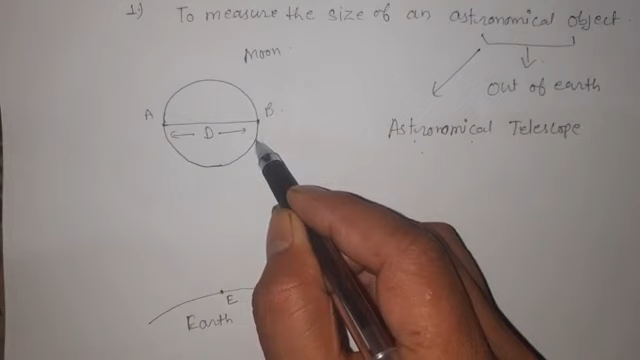 1) To measure the size of an astronomical object.
Moon
out of earth
A
B
D
Astronomical Telescope
E
Earth